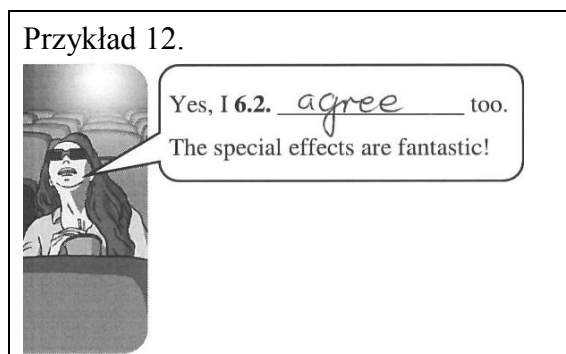 Przykład 12.
Yes, I 6.2. agree too.
The special effects are fantastic!